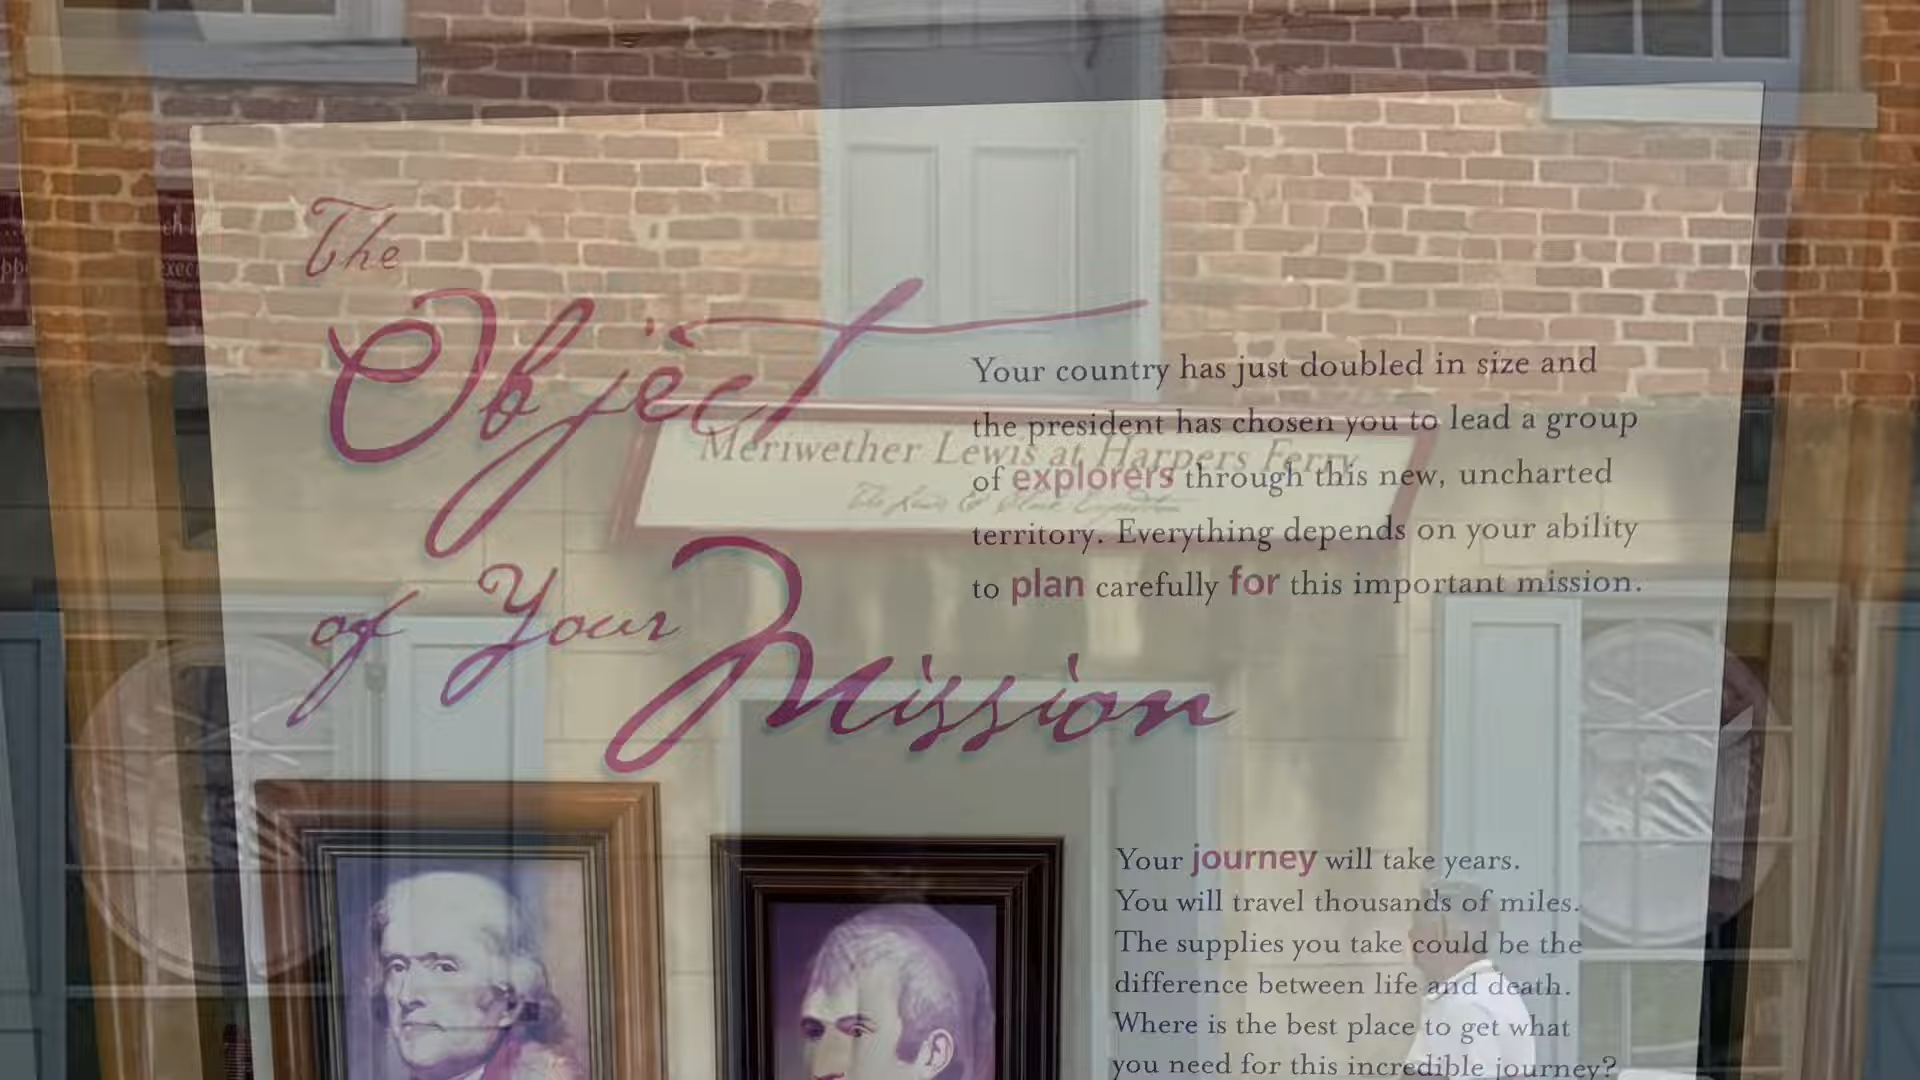 The
Object
of Your
Mission
Your country has just doubled in size and
the president has chosen you to lead a group
of explorers through this new, uncharted
territory. Everything depends on your ability
to plan carefully for this important mission.
Meriwether Lewis at Harpers Ferry
The Lewis & Clark Expedition
Your journey will take years.
You will travel thousands of miles.
The supplies you take could be the
difference between life and death.
Where is the best place to get what
you need for this incredible journey?